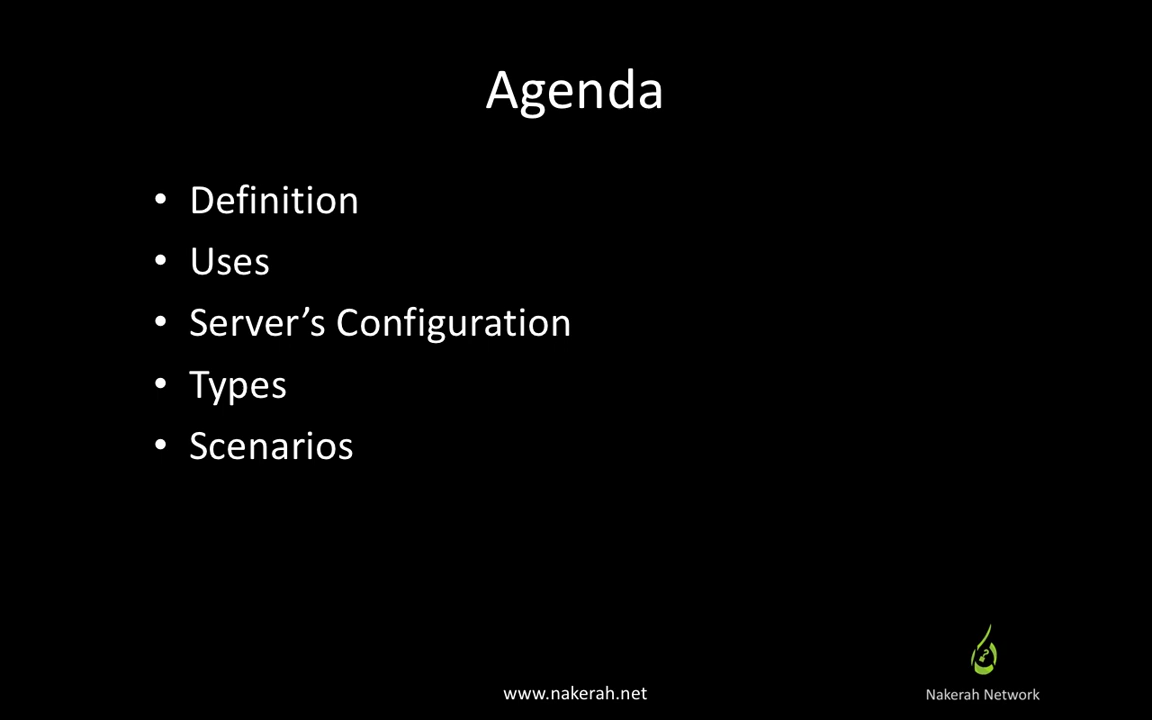 Agenda
• Definition
• Uses
• Server’s Configuration
• Types
• Scenarios
www.nakerah.net
Nakerah Network